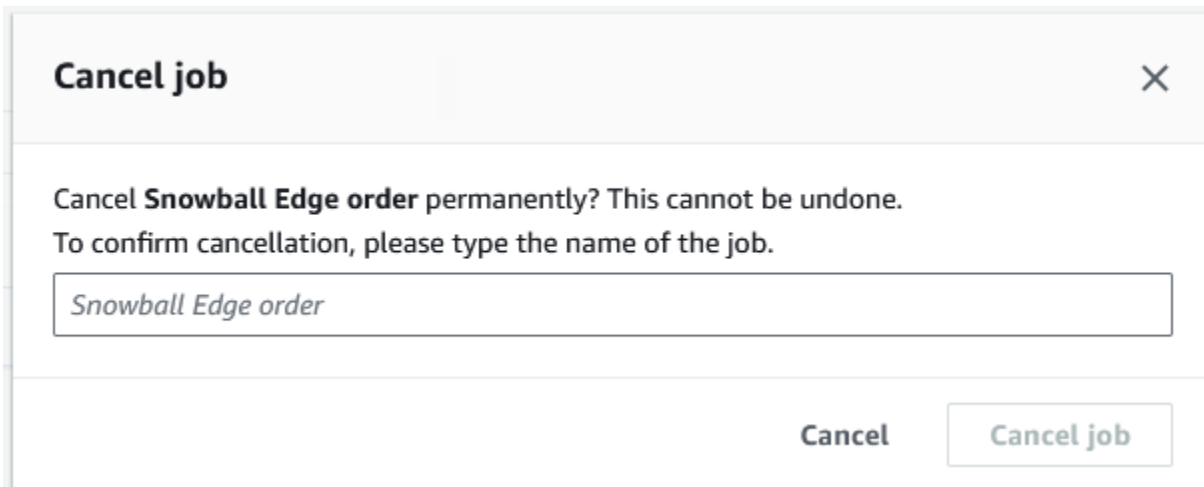 Cancel job
Cancel Snowball Edge order permanently? This cannot be undone.
To confirm cancellation, please type the name of the job.
Snowball Edge order
Cancel
Cancel job